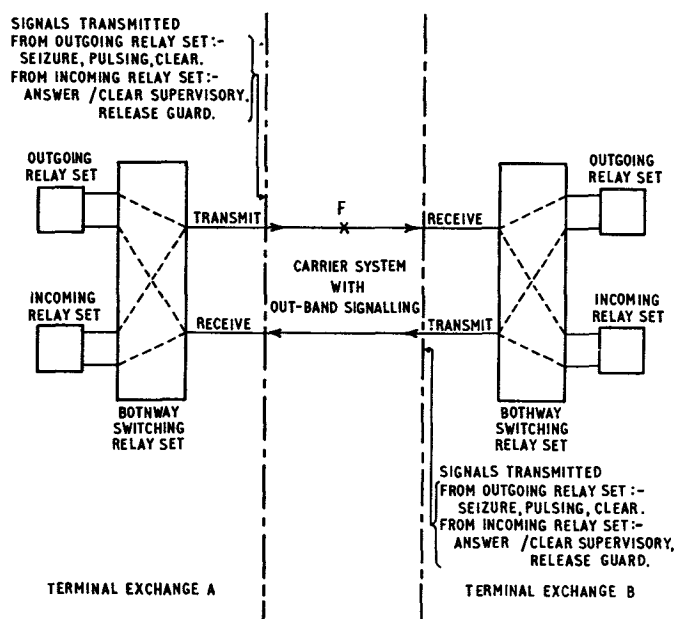 SIGNALS TRANSMITTED
FROM OUTGOING RELAY SET:-
SEIZURE, PULSING, CLEAR.
FROM INCOMING RELAY SET:-
ANSWER / CLEAR SUPERVISORY.
RELEASE GUARD.
OUTGOING
RELAY SET
OUTGOING
RELAY SET
TRANSMIT
F
RECEIVE
CARRIER SYSTEM
WITH
OUT-BAND SIGNALLING
INCOMING
RELAY SET
INCOMING
RELAY SET
RECEIVE
TRANSMIT
BOTNWAY
SWITCHING
RELAY SET
BOTHWAY
SWITCHING
RELAY SET
SIGNALS TRANSMITTED
FROM OUTGOING RELAY SET:-
SEIZURE, PULSING, CLEAR.
FROM INCOMING RELAY SET:-
ANSWER / CLEAR SUPERVISORY,
RELEASE GUARD.
TERMINAL EXCHANGE A
TERMINAL EXCHANGE B